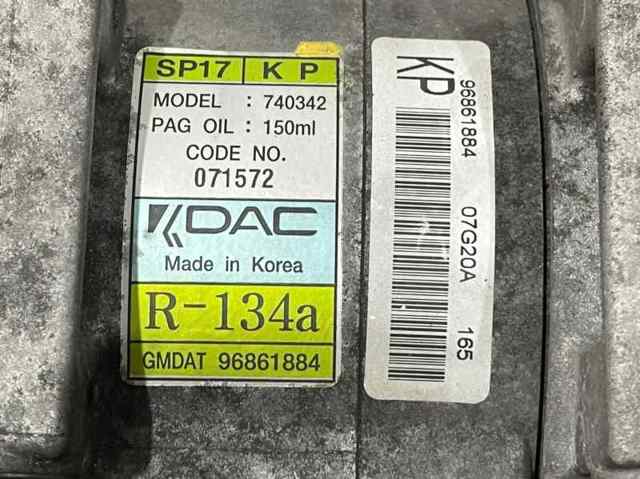 SP17 K P
MODEL : 740342
PAG OIL : 150ml
CODE NO.
071572
KDAC
Made in Korea
R-134a
GMDAT 96861884
KP
96861884 07G20A 165